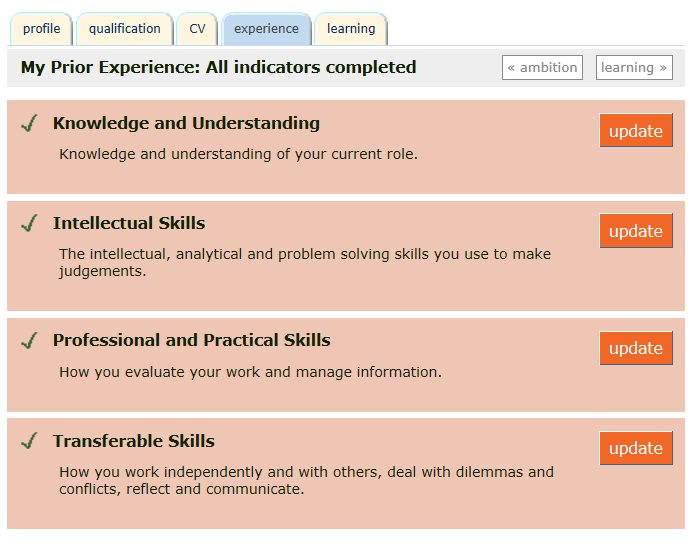 profile qualification CV experience learning
My Prior Experience: All indicators completed « ambition learning »
Knowledge and Understanding update
Knowledge and understanding of your current role.
Intellectual Skills update
The intellectual, analytical and problem solving skills you use to make
judgements.
Professional and Practical Skills update
How you evaluate your work and manage information.
Transferable Skills update
How you work independently and with others, deal with dilemmas and
conflicts, reflect and communicate.